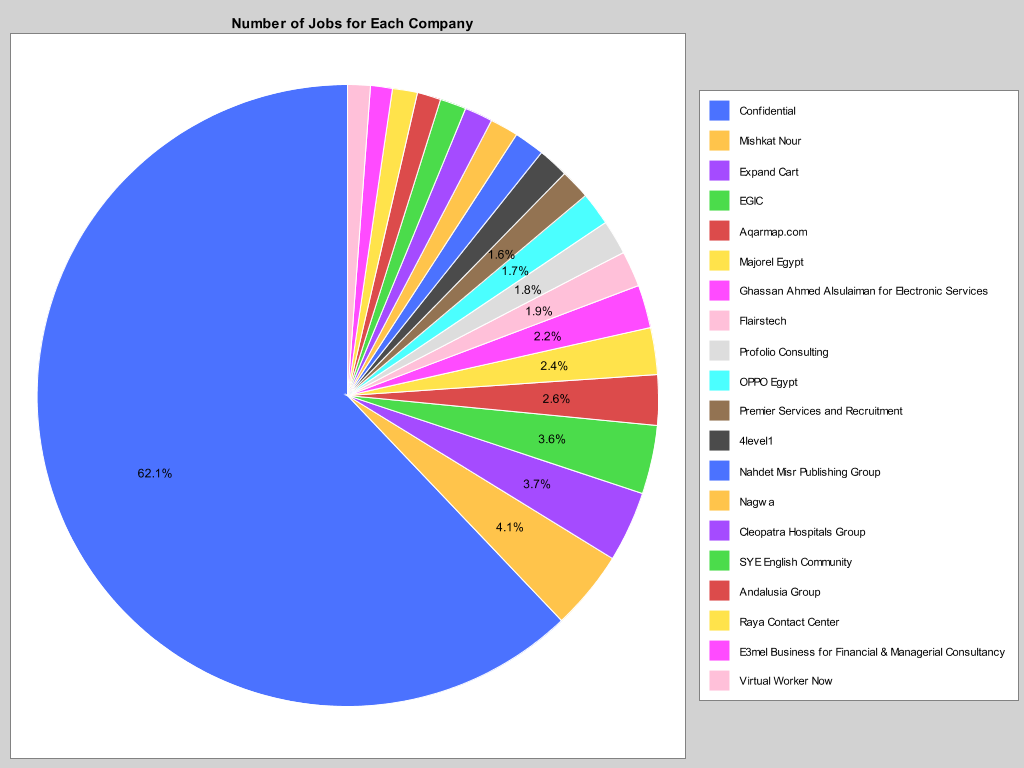 Number of Jobs for Each Company
1.6%
1.7%
1.8%
1.9%
2.2%
2.4%
2.6%
3.6%
3.7%
4.1%
62.1%
Confidential
Mishkat Nour
Expand Cart
EGIC
Aqarmap.com
Majorel Egypt
Ghassan Ahmed Alsulaiman for Electronic Services
Flairstech
Profolio Consulting
OPPO Egypt
Premier Services and Recruitment
4level1
Nahdet Misr Publishing Group
Nagwa
Cleopatra Hospitals Group
SYE English Community
Andalusia Group
Raya Contact Center
E3mel Business for Financial & Managerial Consultancy
Virtual Worker Now